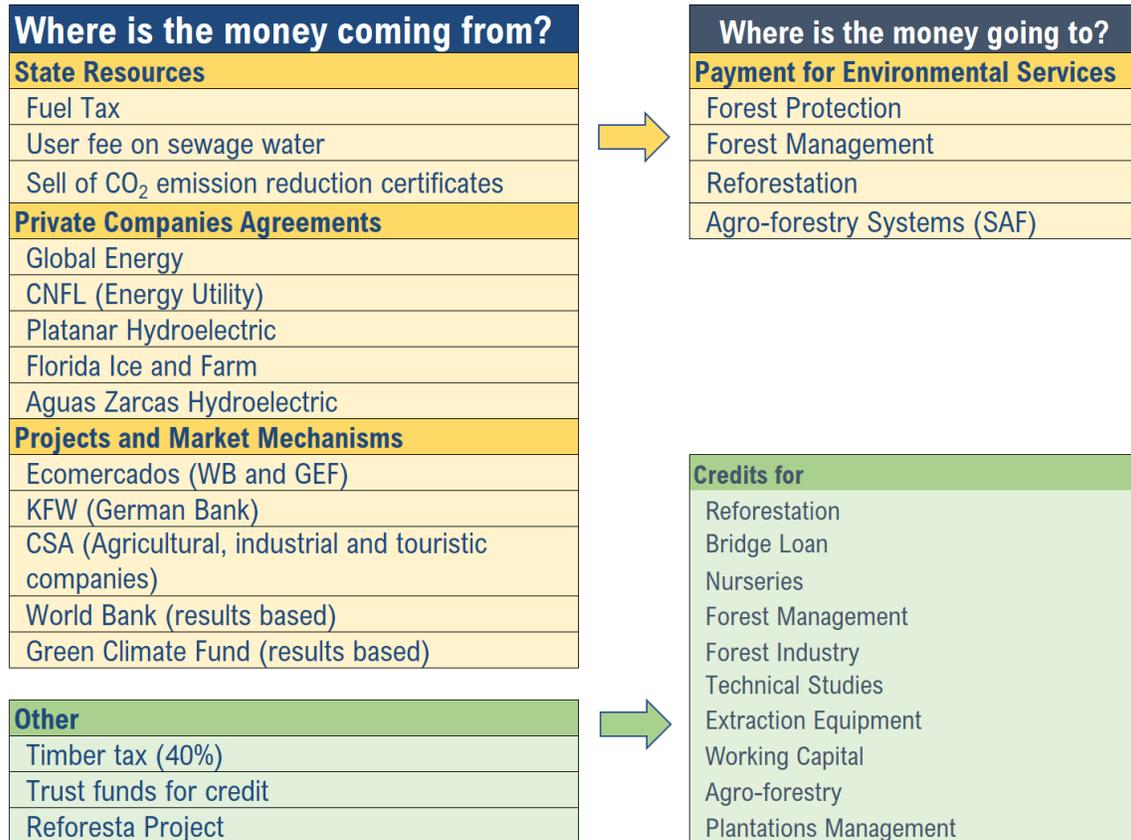 Where is the money coming from?
State Resources
Fuel Tax
User fee on sewage water
Sell of CO₂ emission reduction certificates
Private Companies Agreements
Global Energy
CNFL (Energy Utility)
Platanar Hydroelectric
Florida Ice and Farm
Aguas Zarcas Hydroelectric
Projects and Market Mechanisms
Ecomercados (WB and GEF)
KFW (German Bank)
CSA (Agricultural, industrial and touristic
companies)
World Bank (results based)
Green Climate Fund (results based)
Other
Timber tax (40%)
Trust funds for credit
Reforesta Project
Where is the money going to?
Payment for Environmental Services
Forest Protection
Forest Management
Reforestation
Agro-forestry Systems (SAF)
Credits for
Reforestation
Bridge Loan
Nurseries
Forest Management
Forest Industry
Technical Studies
Extraction Equipment
Working Capital
Agro-forestry
Plantations Management